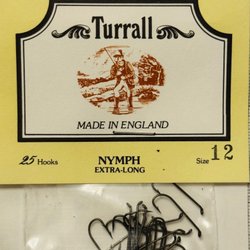 Turrall
MADE IN ENGLAND
25 Hooks NYMPH Size 12
EXTRA-LONG